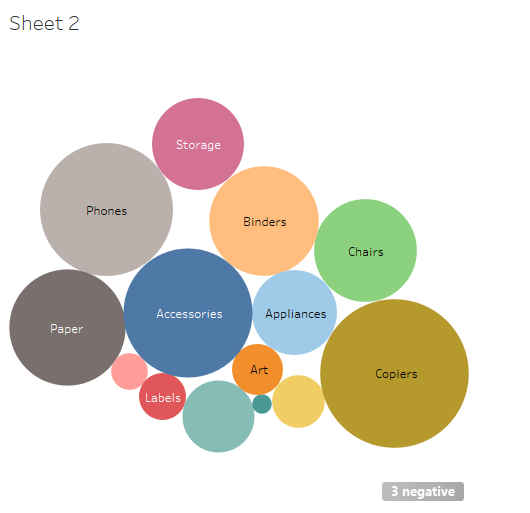 Sheet 2
Storage
Phones
Binders
Chairs
Accessories
Appliances
Paper
Art
Copiers
Labels
3 negative